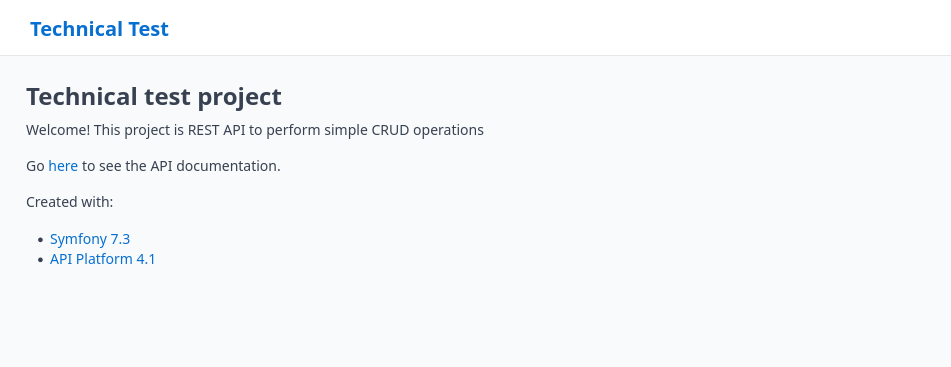 Technical Test
Technical test project
Welcome! This project is REST API to perform simple CRUD operations
Go here to see the API documentation.
Created with:
• Symfony 7.3
• API Platform 4.1